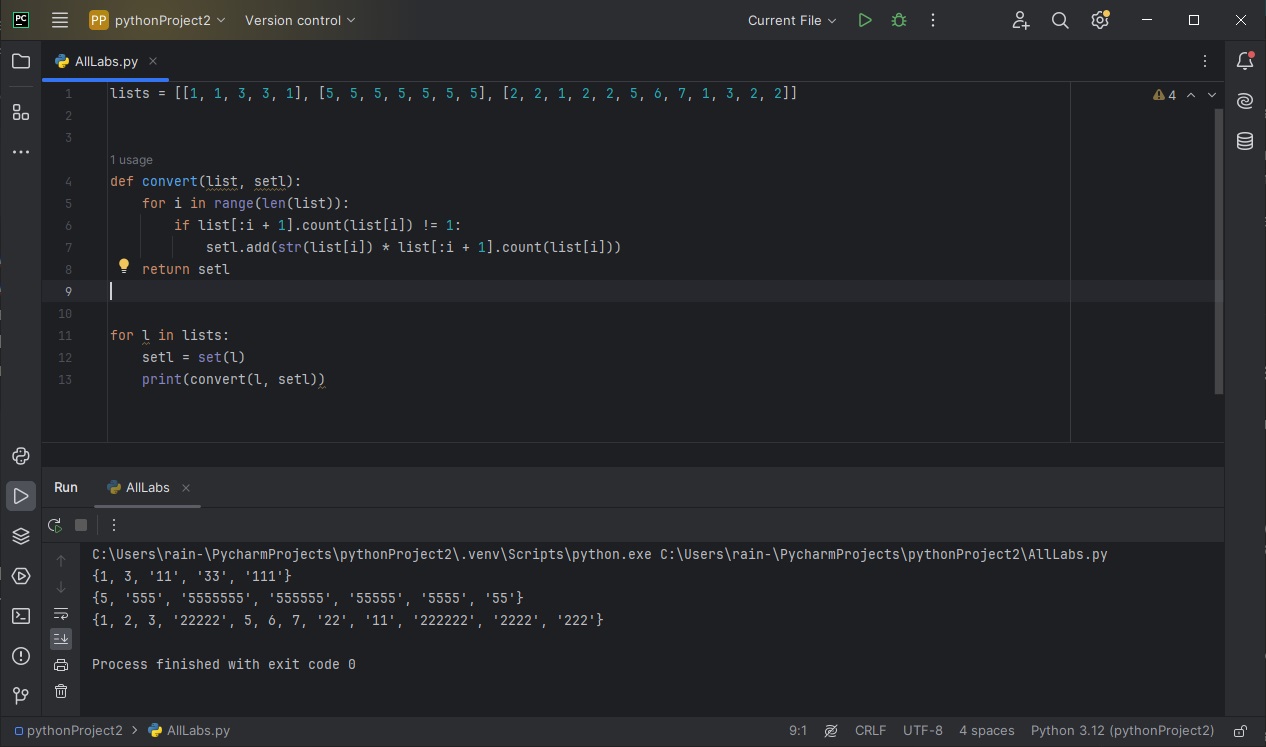 PC PP pythonProject2 Version control Current File
AllLabs.py
1 lists = [[1, 1, 3, 3, 1], [5, 5, 5, 5, 5, 5, 5], [2, 2, 1, 2, 2, 5, 6, 7, 1, 3, 2, 2]] 4
2
3
1 usage
4 def convert(list, setl):
5 for i in range(len(list)):
6 if list[:i + 1].count(list[i]) != 1:
7 setl.add(str(list[i]) * list[:i + 1].count(list[i]))
8 return setl
9
10
11 for l in lists:
12 setl = set(l)
13 print(convert(l, setl))
Run AllLabs
C:\Users\rain-\PycharmProjects\pythonProject2\.venv\Scripts\python.exe C:\Users\rain-\PycharmProjects\pythonProject2\AllLabs.py
{1, 3, '11', '33', '111'}
{5, '555', '5555555', '555555', '55555', '5555', '55'}
{1, 2, 3, '22222', 5, 6, 7, '22', '11', '222222', '2222', '222'}
Process finished with exit code 0
pythonProject2 > AllLabs.py 9:1 CRLF UTF-8 4 spaces Python 3.12 (pythonProject2)